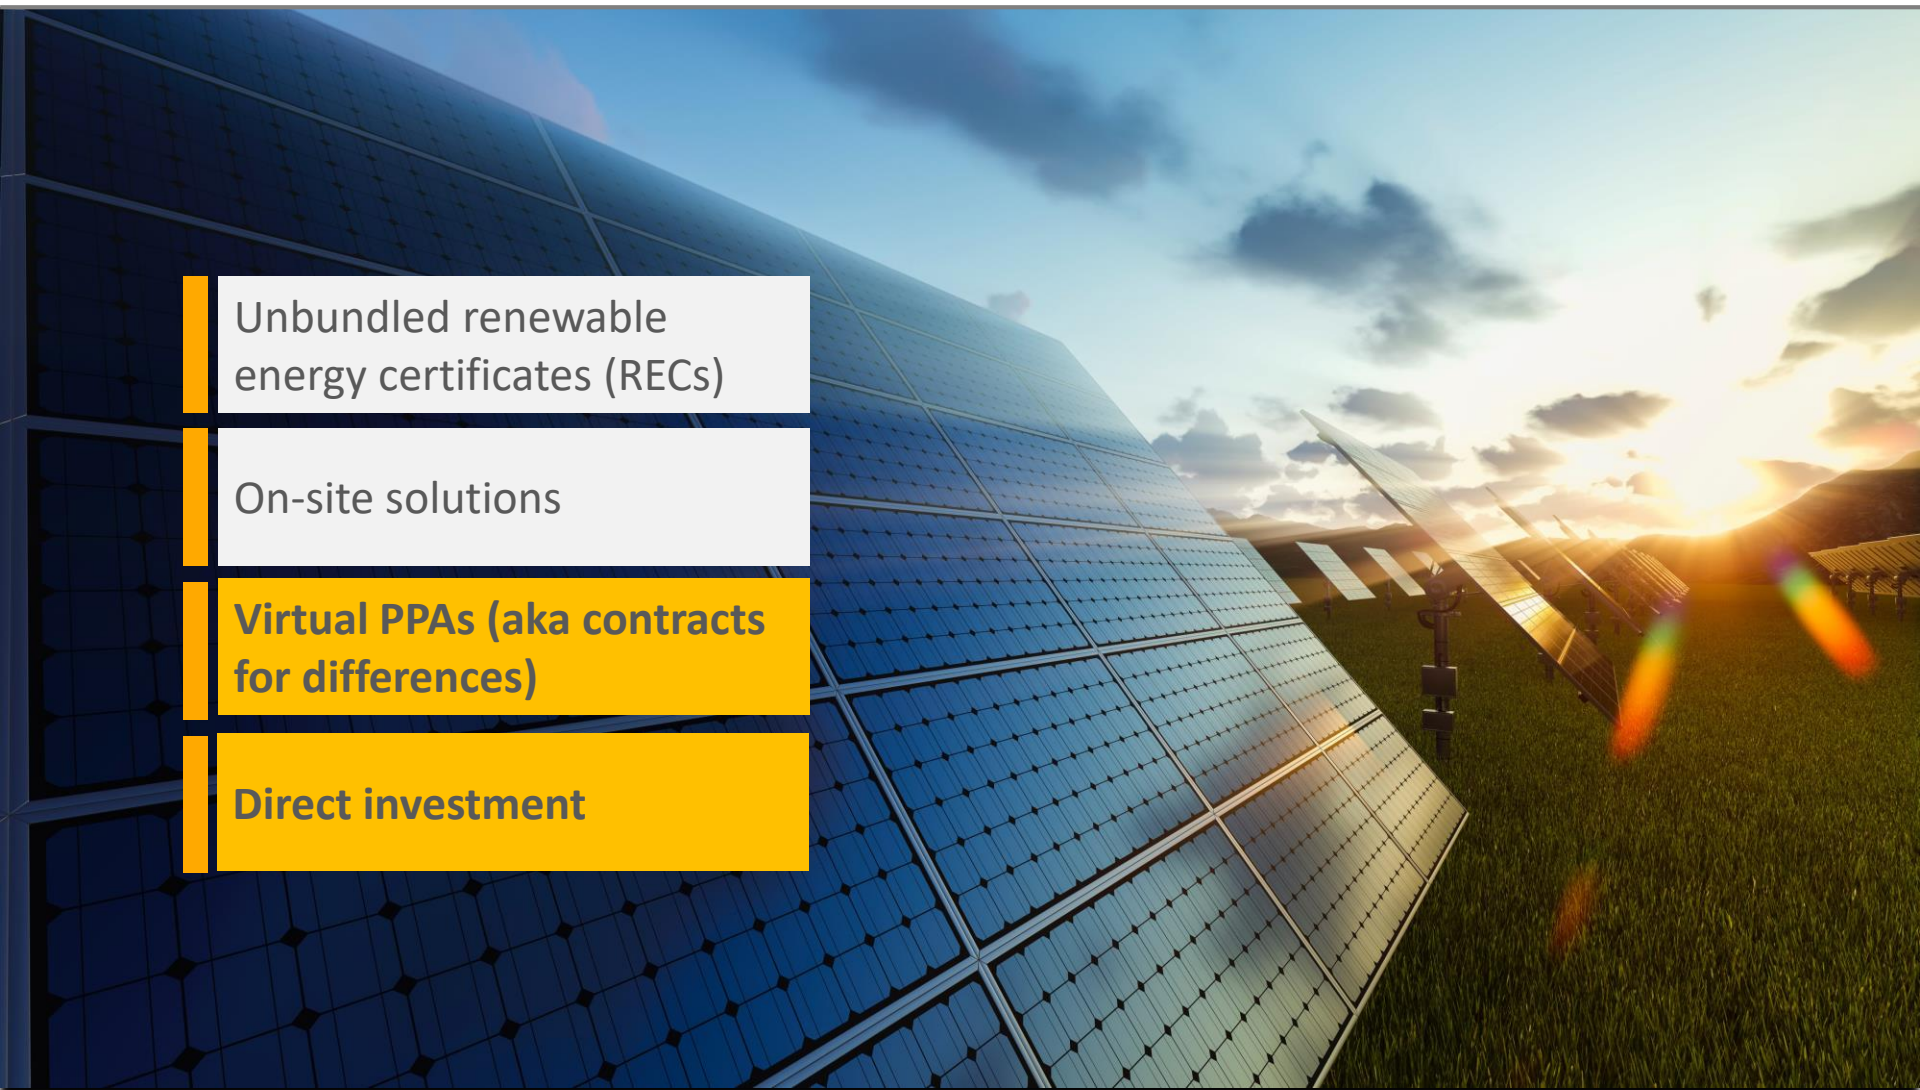 Unbundled renewable
energy certificates (RECs)
On-site solutions
Virtual PPAs (aka contracts
for differences)
Direct investment